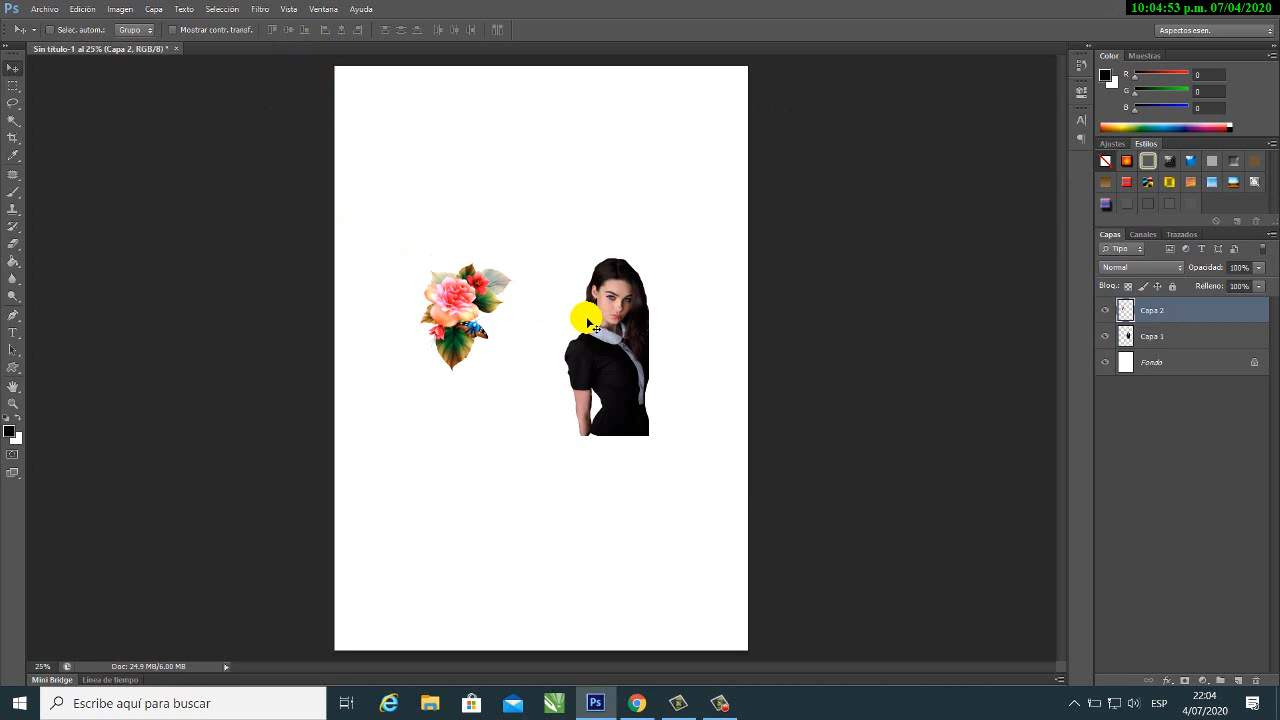 Ps Archivo Edición Imagen Capa Texto Selección Filtro Vista Ventana Ayuda
10:04:53 p.m. 07/04/2020
Selec. autom.: Grupo Mostrar contr. transf.
Aspectos esen.
Sin título-1 al 25% (Capa 2, RGB/8) * ×
Color Muestras
R 0
G 0
B 0
Ajustes Estilos
Capas Canales Trazados
Tipo
Normal Opacidad: 100%
Bloq.: Relleno: 100%
Capa 2
Capa 1
Fondo
25% Doc: 24.9 MB/6.00 MB
Mini Bridge Línea de tiempo
Escribe aquí para buscar
Ps
ESP
22:04
4/07/2020